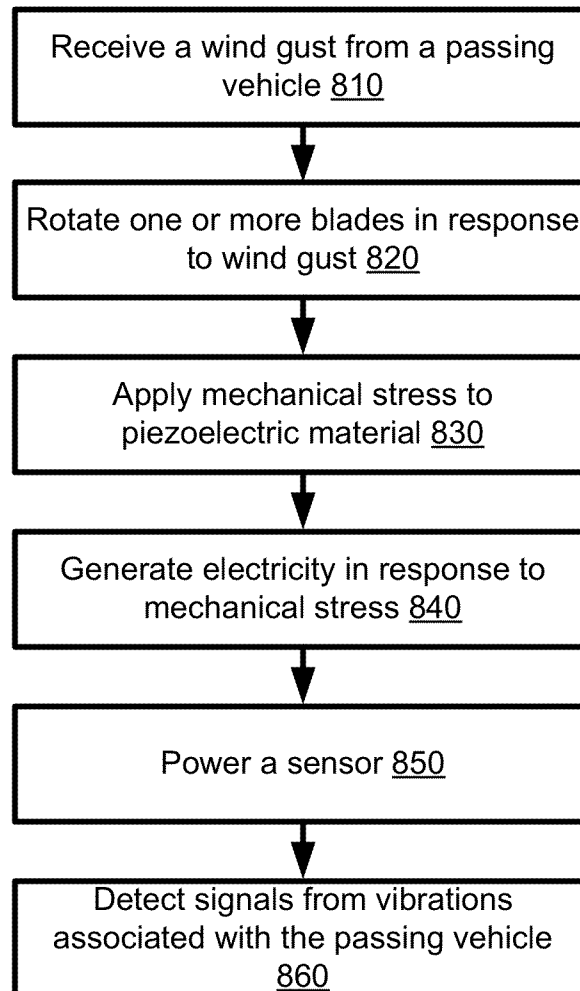 Receive a wind gust from a passing
vehicle 810
Rotate one or more blades in response
to wind gust 820
Apply mechanical stress to
piezoelectric material 830
Generate electricity in response to
mechanical stress 840
Power a sensor 850
Detect signals from vibrations
associated with the passing vehicle
860